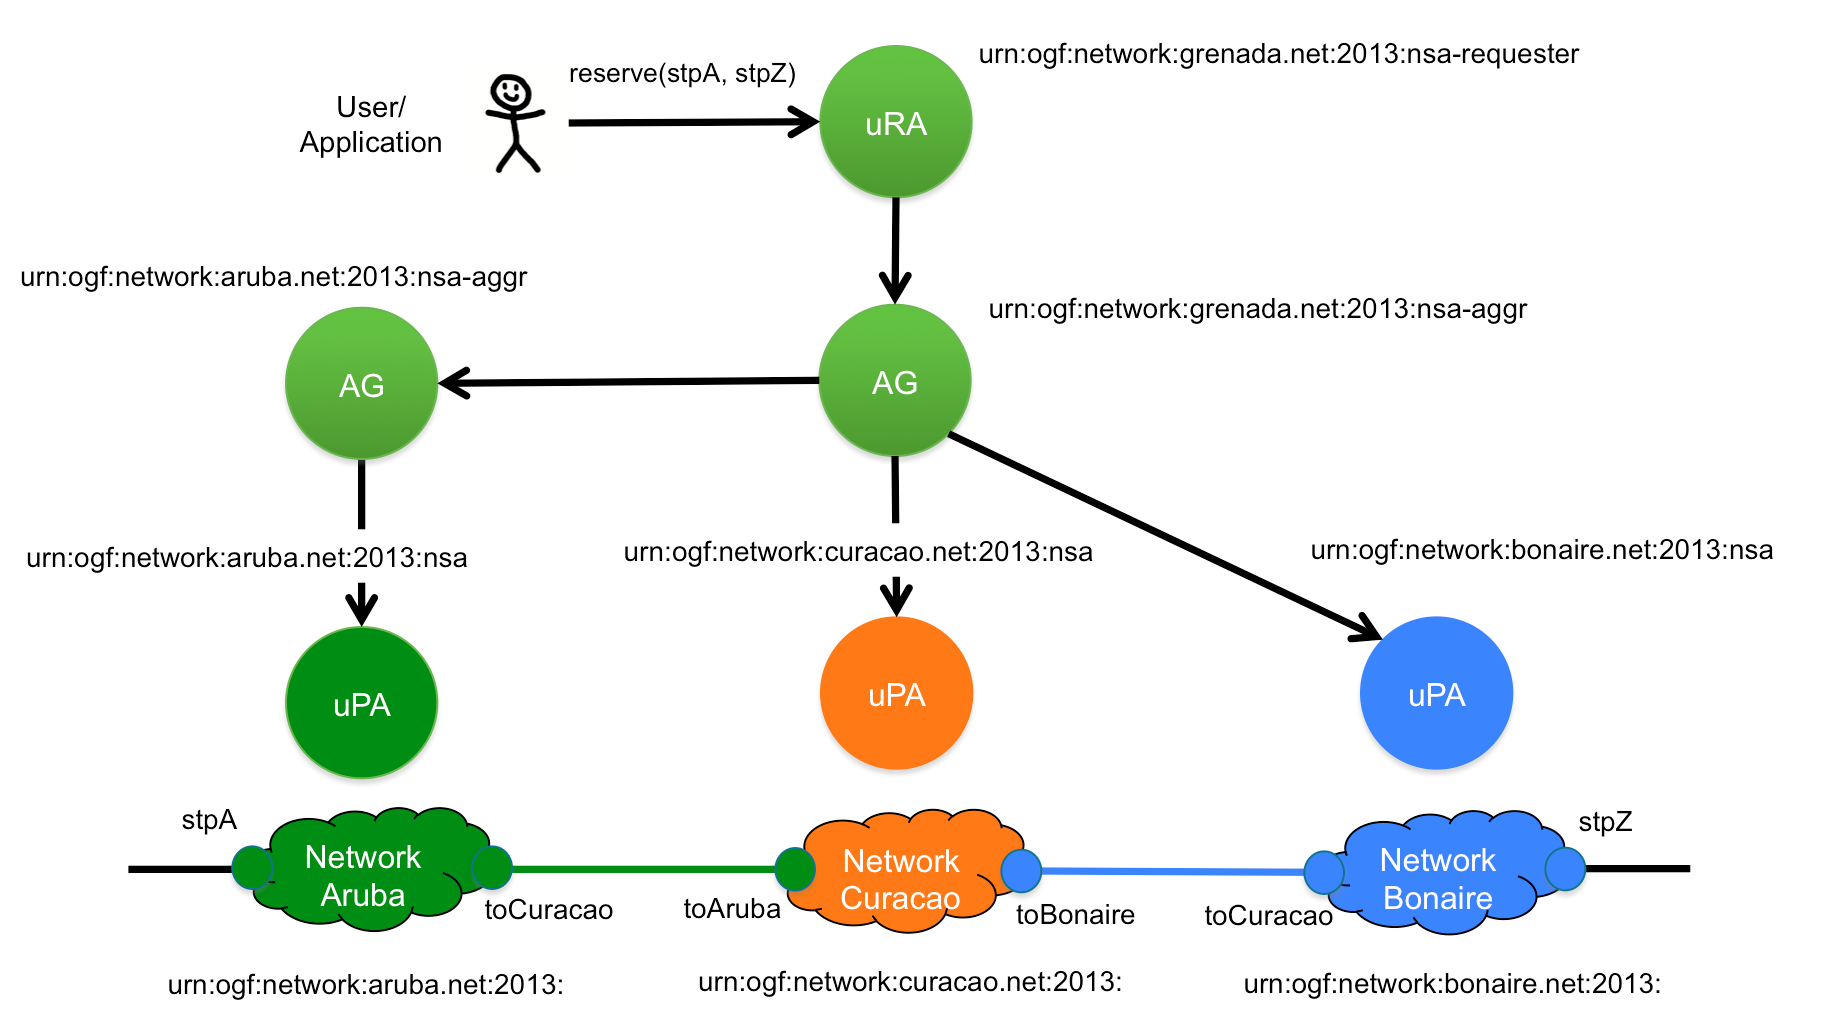 urn:ogf:network:grenada.net:2013:nsa-requester
reserve(stpA, stpZ)
User/
Application
uRA
urn:ogf:network:aruba.net:2013:nsa-aggr
urn:ogf:network:grenada.net:2013:nsa-aggr
AG
AG
urn:ogf:network:aruba.net:2013:nsa
urn:ogf:network:curacao.net:2013:nsa
urn:ogf:network:bonaire.net:2013:nsa
uPA
uPA
uPA
stpA
stpZ
Network
Aruba
Network
Curacao
Network
Bonaire
toCuracao
toAruba
toBonaire
toCuracao
urn:ogf:network:aruba.net:2013:
urn:ogf:network:curacao.net:2013:
urn:ogf:network:bonaire.net:2013: